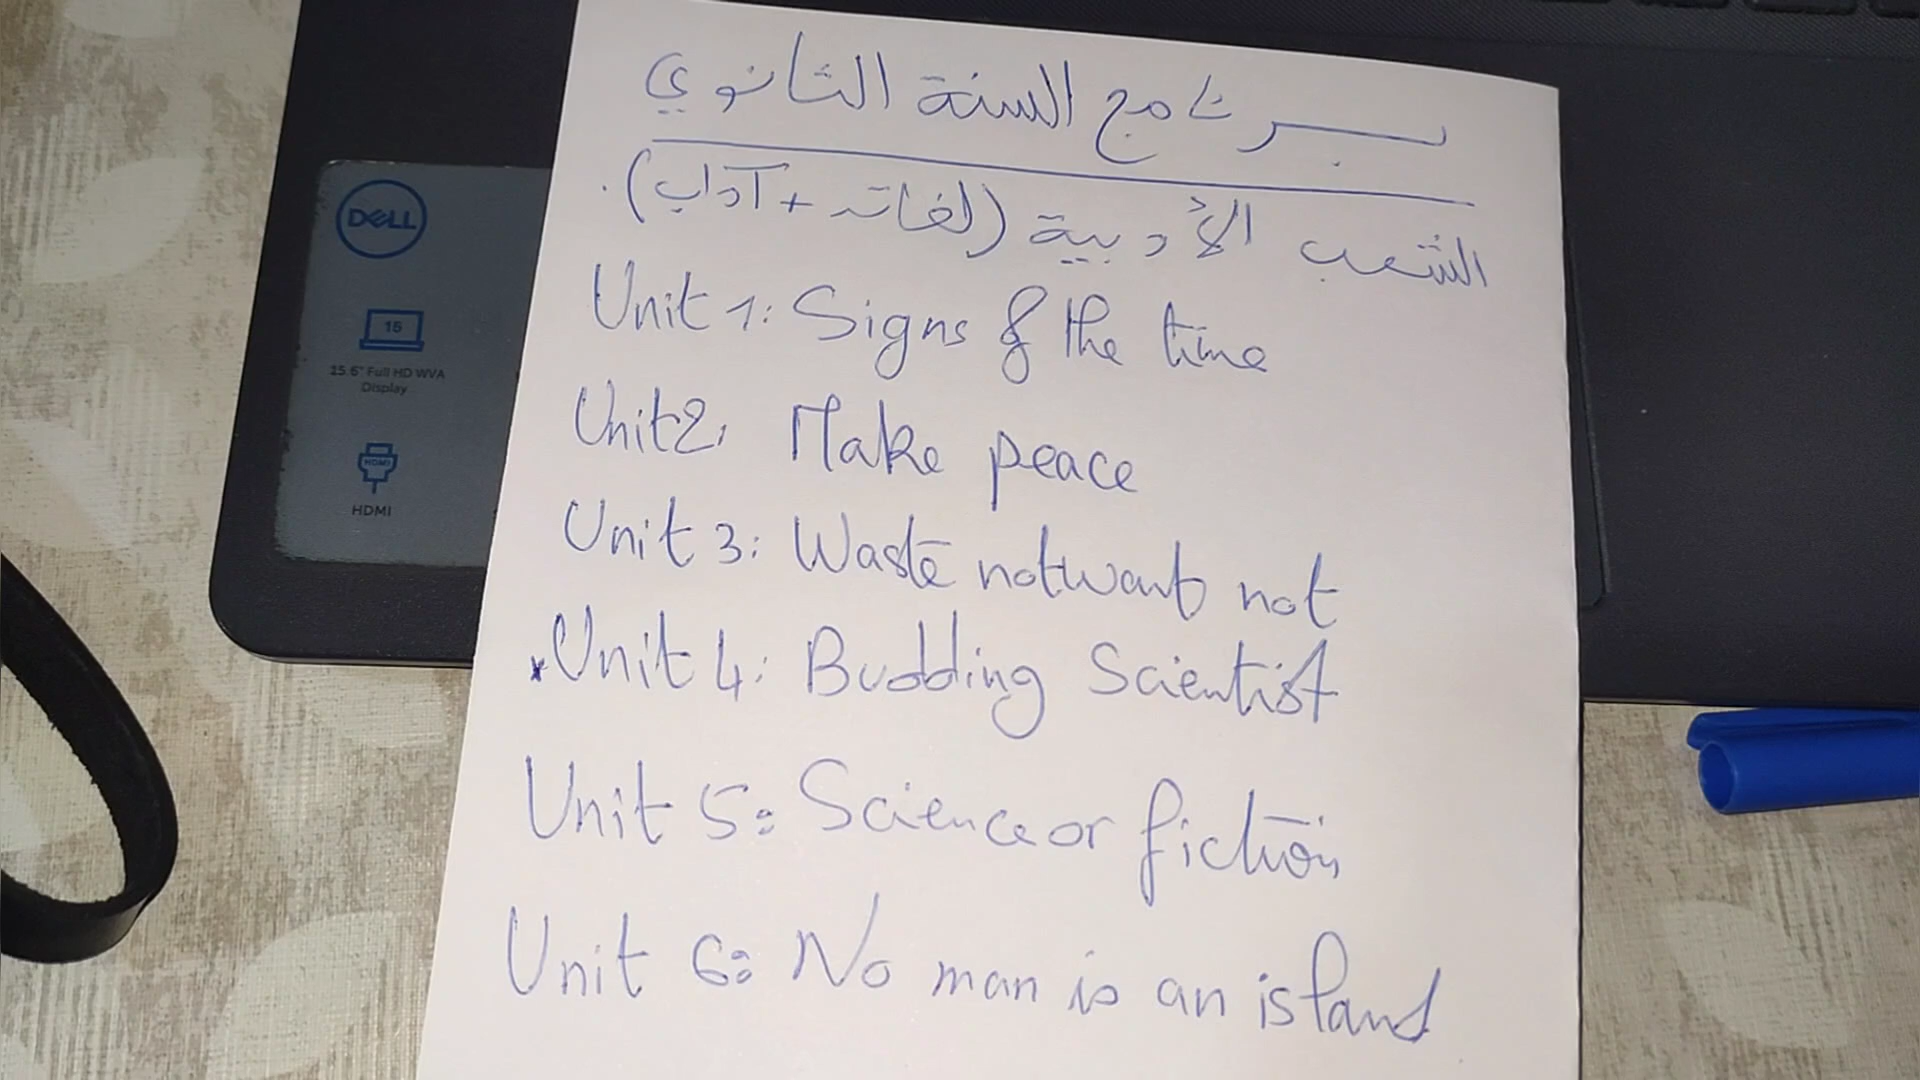 برنامج السنة الثانوي
الشعب الأدبية (لغات + آداب).
Unit 1: Signs of the time
Unit 2: Make peace
Unit 3: Waste not want not
Unit 4: Budding Scientist
Unit 5: Science or fiction
Unit 6: No man is an island
DELL
15
15.6" Full HD WVA
Display
HDMI
HDMI